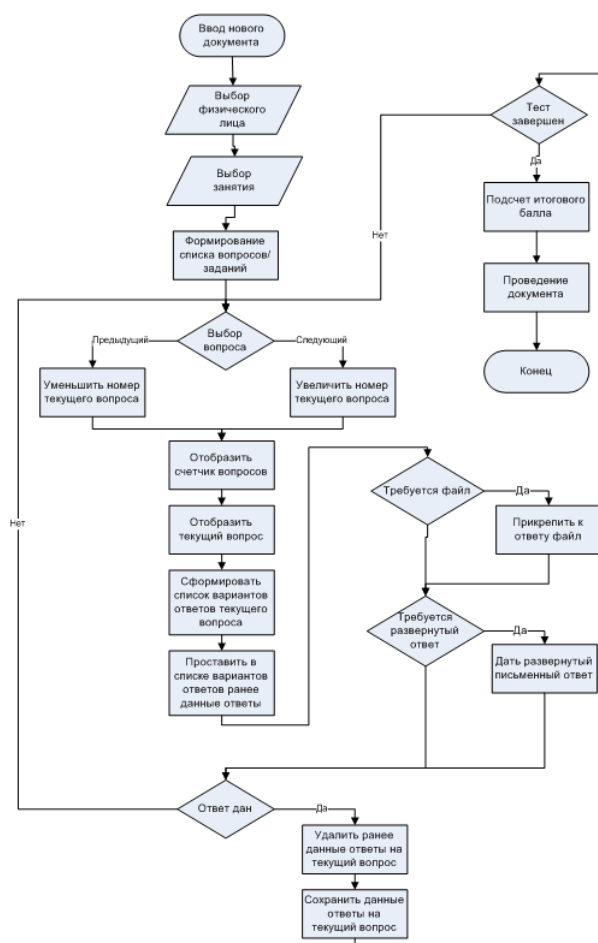 Ввод нового
документа
Выбор
физического
лица
Выбор
занятия
Формирование
списка вопросов/
заданий
Выбор
вопроса
Предыдущий
Следующий
Уменьшить номер
текущего вопроса
Увеличить номер
текущего вопроса
Отобразить
счетчик вопросов
Отобразить
текущий вопрос
Сформировать
список вариантов
ответов текущего
вопроса
Проставить в
списке вариантов
ответов ранее
данные ответы
Требуется файл
Да
Прикрепить к
ответу файл
Требуется
развернутый
ответ
Да
Дать развернутый
письменный ответ
Ответ дан
Нет
Да
Удалить ранее
данные ответы на
текущий вопрос
Сохранить данные
ответы на
текущий вопрос
Тест
завершен
Нет
Да
Подсчет итогового
балла
Проведение
документа
Конец